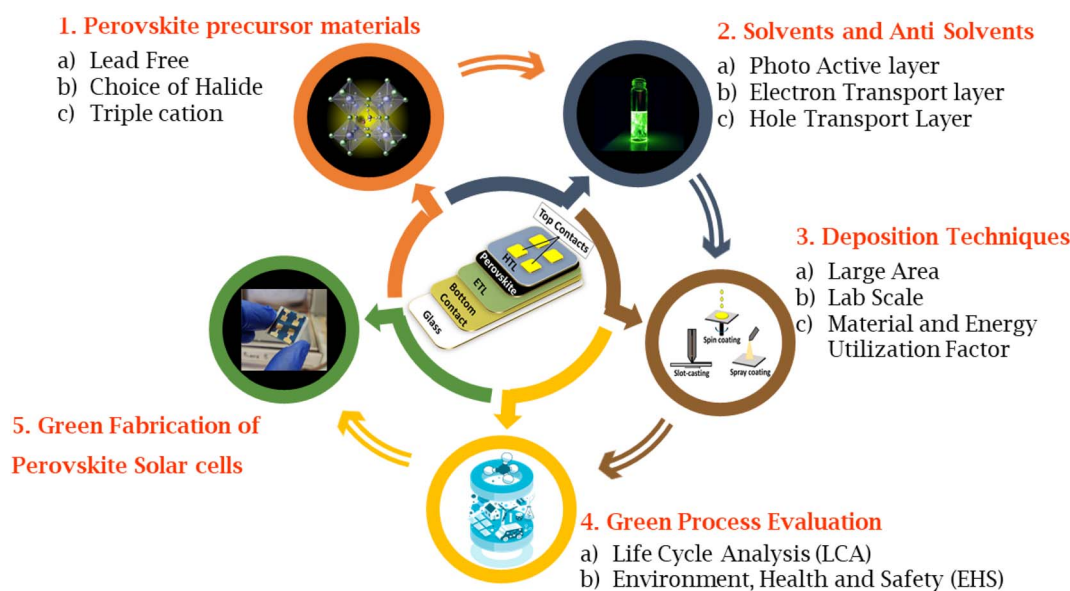 1. Perovskite precursor materials
a) Lead Free
b) Choice of Halide
c) Triple cation
2. Solvents and Anti Solvents
a) Photo Active layer
b) Electron Transport layer
c) Hole Transport Layer
3. Deposition Techniques
a) Large Area
b) Lab Scale
c) Material and Energy
Utilization Factor
Spin coating
Slot-casting
Spray coating
Top Contacts
HTL
Perovskite
ETL
Bottom
Contact
Glass
4. Green Process Evaluation
a) Life Cycle Analysis (LCA)
b) Environment, Health and Safety (EHS)
5. Green Fabrication of
Perovskite Solar cells